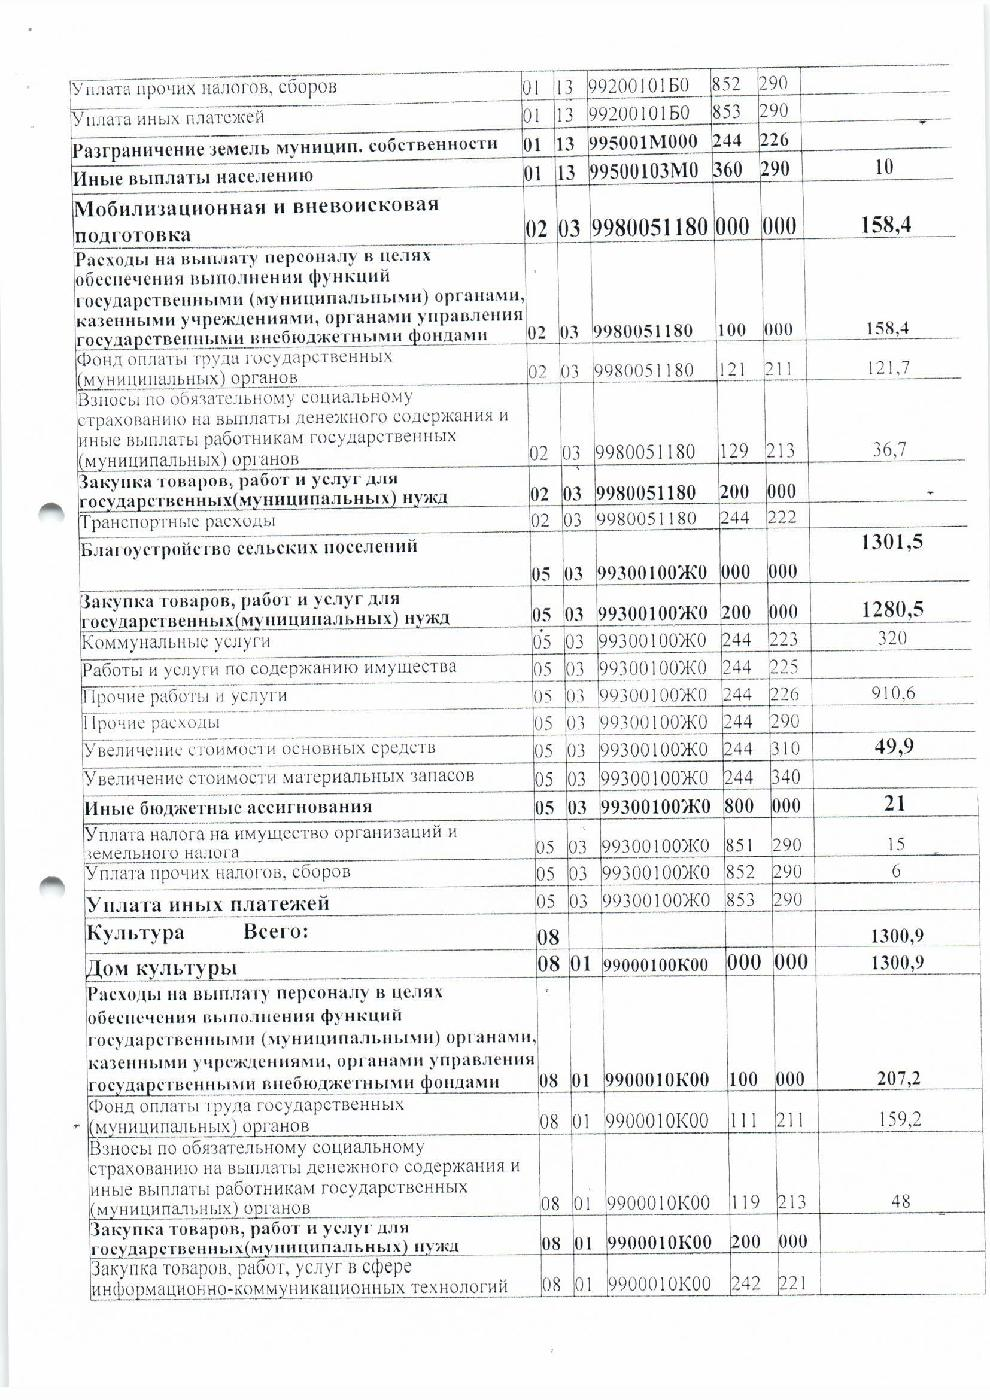 Уплата прочих налогов, сборов 01 13 99200101Б0 852 290
Уплата иных платежей 01 13 99200101Б0 853 290
Разграничение земель муницип. собственности 01 13 995001М000 244 226
Иные выплаты населению 01 13 99500103М0 360 290 10
Мобилизационная и вневоисковая
подготовка 02 03 9980051180 000 000 158,4
Расходы на выплату персоналу в целях
обеспечения выполнения функций
государственными (муниципальными) органами,
казенными учреждениями, органами управления
государственными внебюджетными фондами 02 03 9980051180 100 000 158,4
Фонд оплаты труда государственных
(муниципальных) органов 02 03 9980051180 121 211 121,7
Взносы по обязательному социальному
страхованию на выплаты денежного содержания и
иные выплаты работникам государственных
(муниципальных) органов 02 03 9980051180 129 213 36,7
Закупка товаров, работ и услуг для
государственных(муниципальных) нужд 02 03 9980051180 200 000
Транспортные расходы 02 03 9980051180 244 222
Благоустройство сельских поселений 1301,5
05 03 99300100Ж0 000 000
Закупка товаров, работ и услуг для
государственных(муниципальных) нужд 05 03 99300100Ж0 200 000 1280,5
Коммунальные услуги 05 03 99300100Ж0 244 223 320
Работы и услуги по содержанию имущества 05 03 99300100Ж0 244 225
Прочие работы и услуги 05 03 99300100Ж0 244 226 910,6
Прочие расходы 05 03 99300100Ж0 244 290
Увеличение стоимости основных средств 05 03 99300100Ж0 244 310 49,9
Увеличение стоимости материальных запасов 05 03 99300100Ж0 244 340
Иные бюджетные ассигнования 05 03 99300100Ж0 800 000 21
Уплата налога на имущество организаций и
земельного налога 05 03 99300100Ж0 851 290 15
Уплата прочих налогов, сборов 05 03 99300100Ж0 852 290 6
Уплата иных платежей 05 03 99300100Ж0 853 290
Культура Всего: 08 1300,9
Дом культуры 08 01 99000100К00 000 000 1300,9
Расходы на выплату персоналу в целях
обеспечения выполнения функций
государственными (муниципальными) органами,
казенными учреждениями, органами управления
государственными внебюджетными фондами 08 01 9900010К00 100 000 207,2
Фонд оплаты труда государственных
(муниципальных) органов 08 01 9900010К00 111 211 159,2
Взносы по обязательному социальному
страхованию на выплаты денежного содержания и
иные выплаты работникам государственных
(муниципальных) органов 08 01 9900010К00 119 213 48
Закупка товаров, работ и услуг для
государственных(муниципальных) нужд 08 01 9900010К00 200 000
Закупка товаров, работ, услуг в сфере
информационно-коммуникационных технологий 08 01 9900010К00 242 221